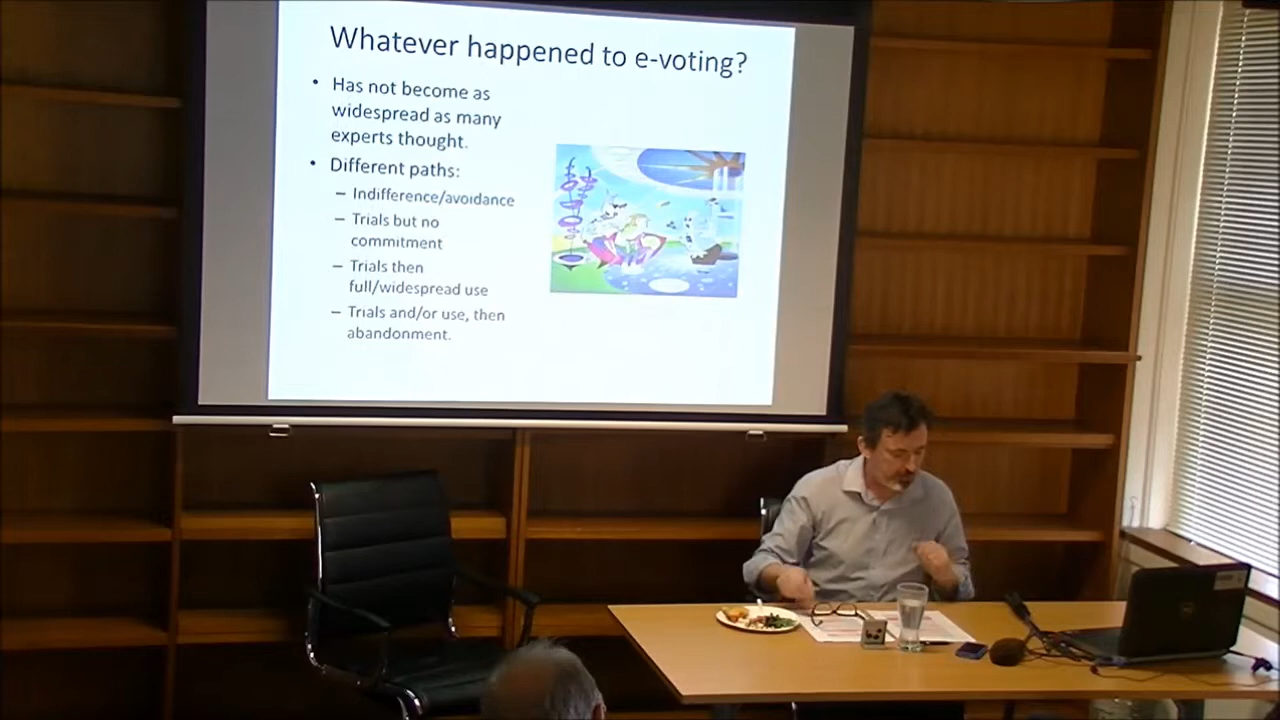 Whatever happened to e-voting?
• Has not become as
widespread as many
experts thought.
• Different paths:
– Indifference/avoidance
– Trials but no
commitment
– Trials then
full/widespread use
– Trials and/or use, then
abandonment.